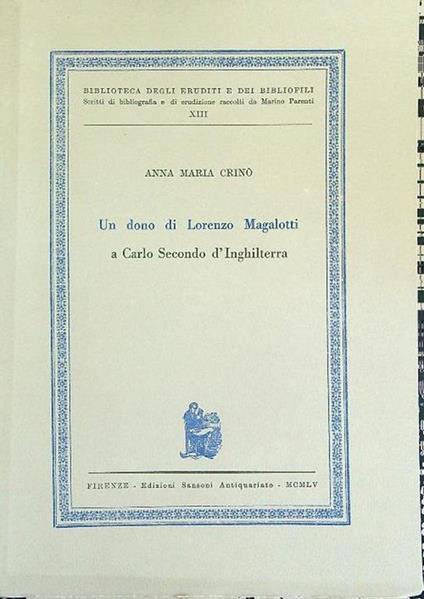 BIBLIOTECA DEGLI ERUDITI E DEI BIBLIOFILI
Scritti di bibliografia e di erudizione raccolti da Marino Parenti
XIII
ANNA MARIA CRINÒ
Un dono di Lorenzo Magalotti
a Carlo Secondo d'Inghilterra
FIRENZE - Edizioni Sansoni Antiquariato - MCMLV